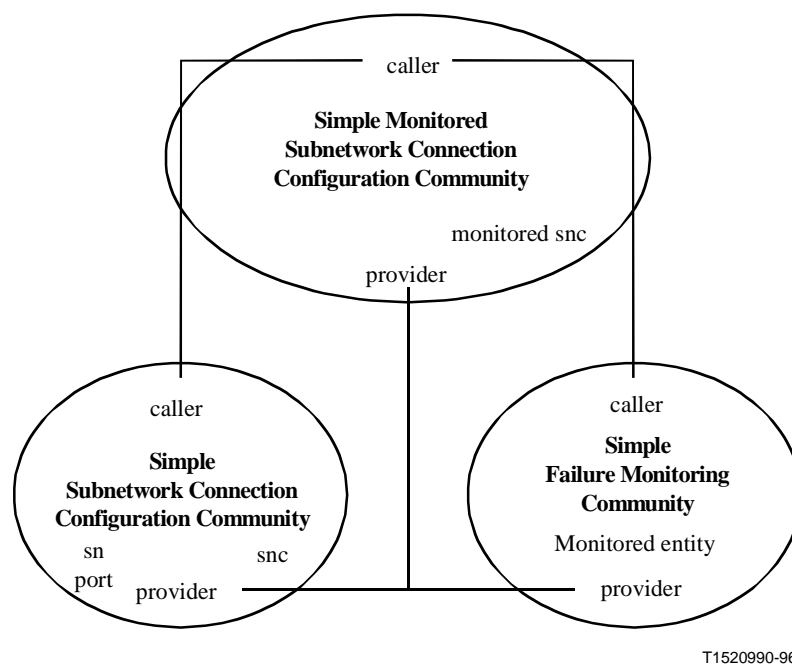 caller
Simple Monitored
Subnetwork Connection
Configuration Community
monitored snc
provider
caller
Simple
Subnetwork Connection
Configuration Community
sn
snc
port
provider
caller
Simple
Failure Monitoring
Community
Monitored entity
provider
T1520990-96